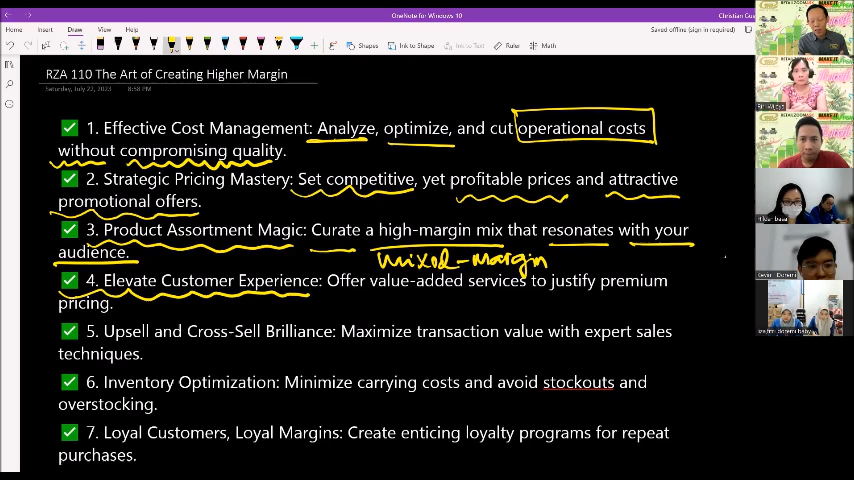 OneNote for Windows 10
Christian Gus
Home
Insert
Draw
View
Saved offline (sign in required)
Shapes
Ink to Shape
Ink to Text
Ruler
Math
RZA 110 The Art of Creating Higher Margin
Saturday, July 22, 2023
8:58 PM
1. Effective Cost Management: Analyze, optimize, and cut operational costs
without compromising quality.
2. Strategic Pricing Mastery: Set competitive, yet profitable prices and attractive
promotional offers.
3. Product Assortment Magic: Curate a high-margin mix that resonates with your
audience.
mixed-margin
4. Elevate Customer Experience: Offer value-added services to justify premium
pricing.
5. Upsell and Cross-Sell Brilliance: Maximize transaction value with expert sales
techniques.
6. Inventory Optimization: Minimize carrying costs and avoid stockouts and
overstocking.
7. Loyal Customers, Loyal Margins: Create enticing loyalty programs for repeat
purchases.